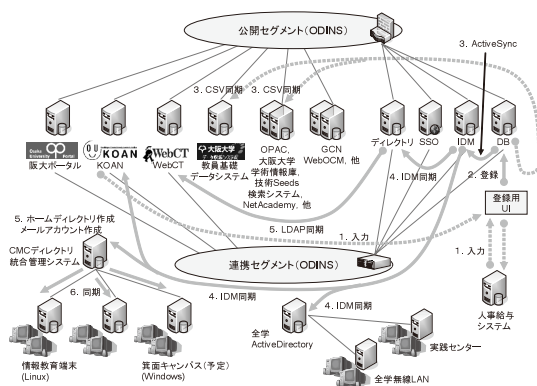 公開セグメント(ODINS)
3. ActiveSync
3. CSV同期
3. CSV同期
Osaka University Portal
阪大ポータル
KOAN
KOAN
WebCT
WebCT
大阪大学
教員基礎
データシステム
OPAC,
大阪大学
学術情報庫,
技術Seeds
検索システム,
NetAcademy, 他
GCN
WebOCM, 他
ディレクトリ
SSO
IDM
DB
4. IDM同期
2. 登録
登録用
UI
5. LDAP同期
1. 入力
1. 入力
5. ホームディレクトリ作成
メールアカウント作成
CMCディレクトリ
統合管理システム
連携セグメント(ODINS)
6. 同期
4. IDM同期
4. IDM同期
人事給与
システム
全学
ActiveDirectory
実践センター
情報教育端末
(Linux)
箕面キャンパス(予定)
(Windows)
全学無線LAN